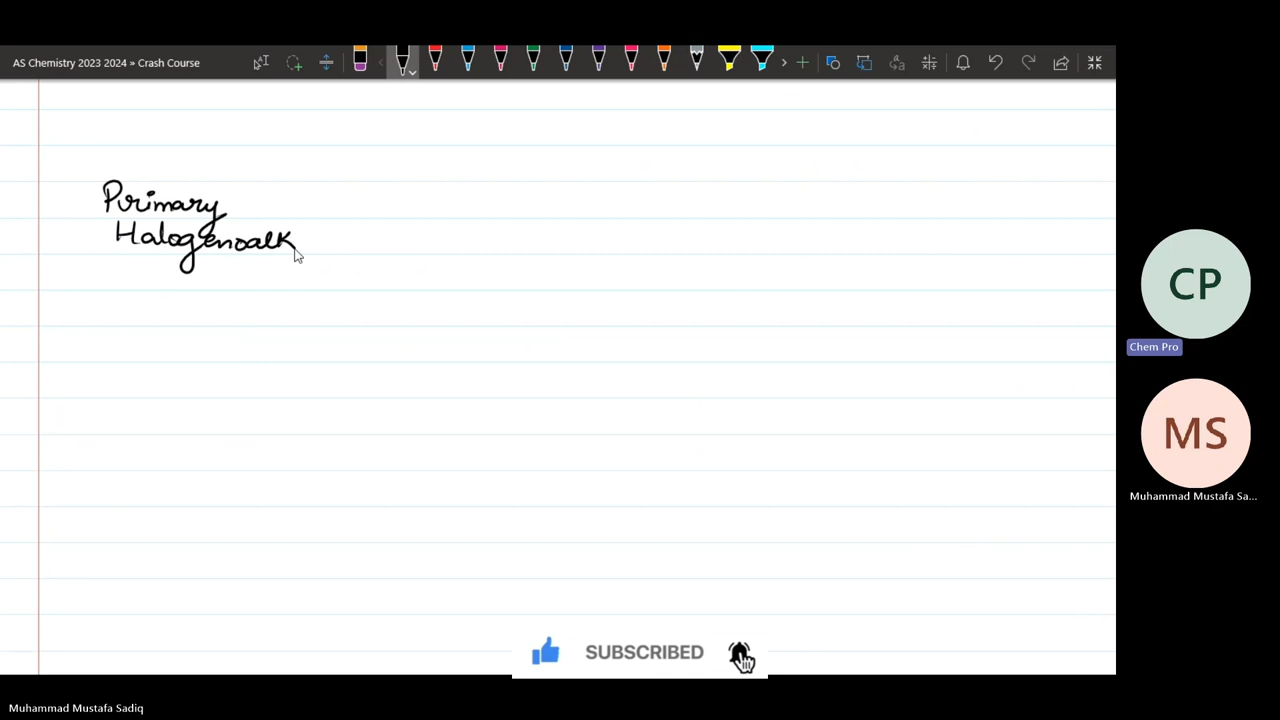 AS Chemistry 2023 2024 » Crash Course
Primary
Halogenoalk
CP
Chem Pro
MS
Muhammad Mustafa Sa...
SUBSCRIBED
Muhammad Mustafa Sadiq